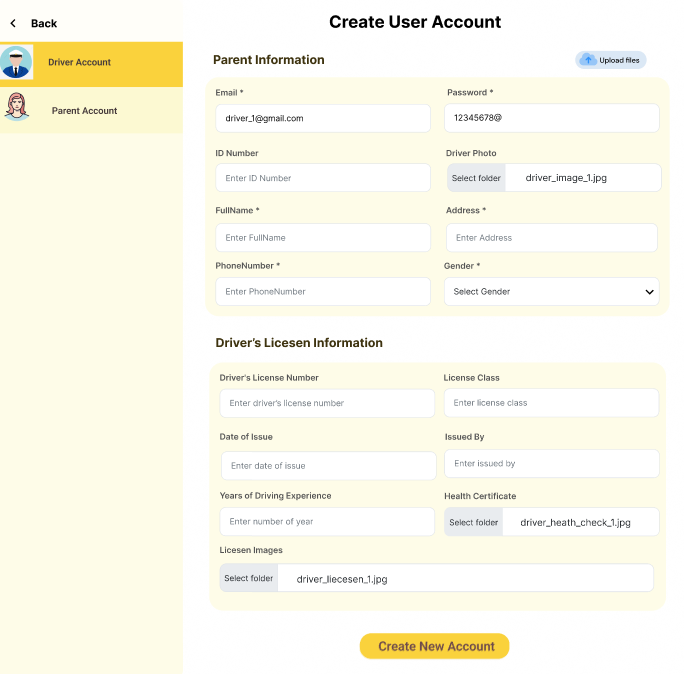 Back
Driver Account
Parent Account
Create User Account
Parent Information
Upload files
Email *
Password *
driver_1@gmail.com
12345678@
ID Number
Driver Photo
Enter ID Number
Select folder
driver_image_1.jpg
FullName *
Address *
Enter FullName
Enter Address
PhoneNumber *
Gender *
Enter PhoneNumber
Select Gender
Driver's Licesen Information
Driver's License Number
License Class
Enter driver's license number
Enter license class
Date of Issue
Issued By
Enter date of issue
Enter issued by
Years of Driving Experience
Health Certificate
Enter number of year
Select folder
driver_heath_check_1.jpg
Licesen Images
Select folder
driver_liecesen_1.jpg
Create New Account